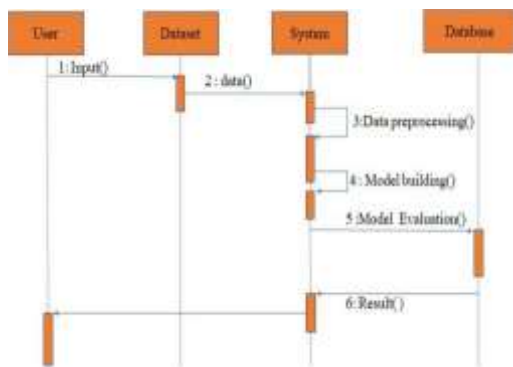 User
Dataset
System
Database
1: Input()
2 : data()
3:Data preprocessing()
4 : Model building()
5 :Model Evaluation()
6: Result()